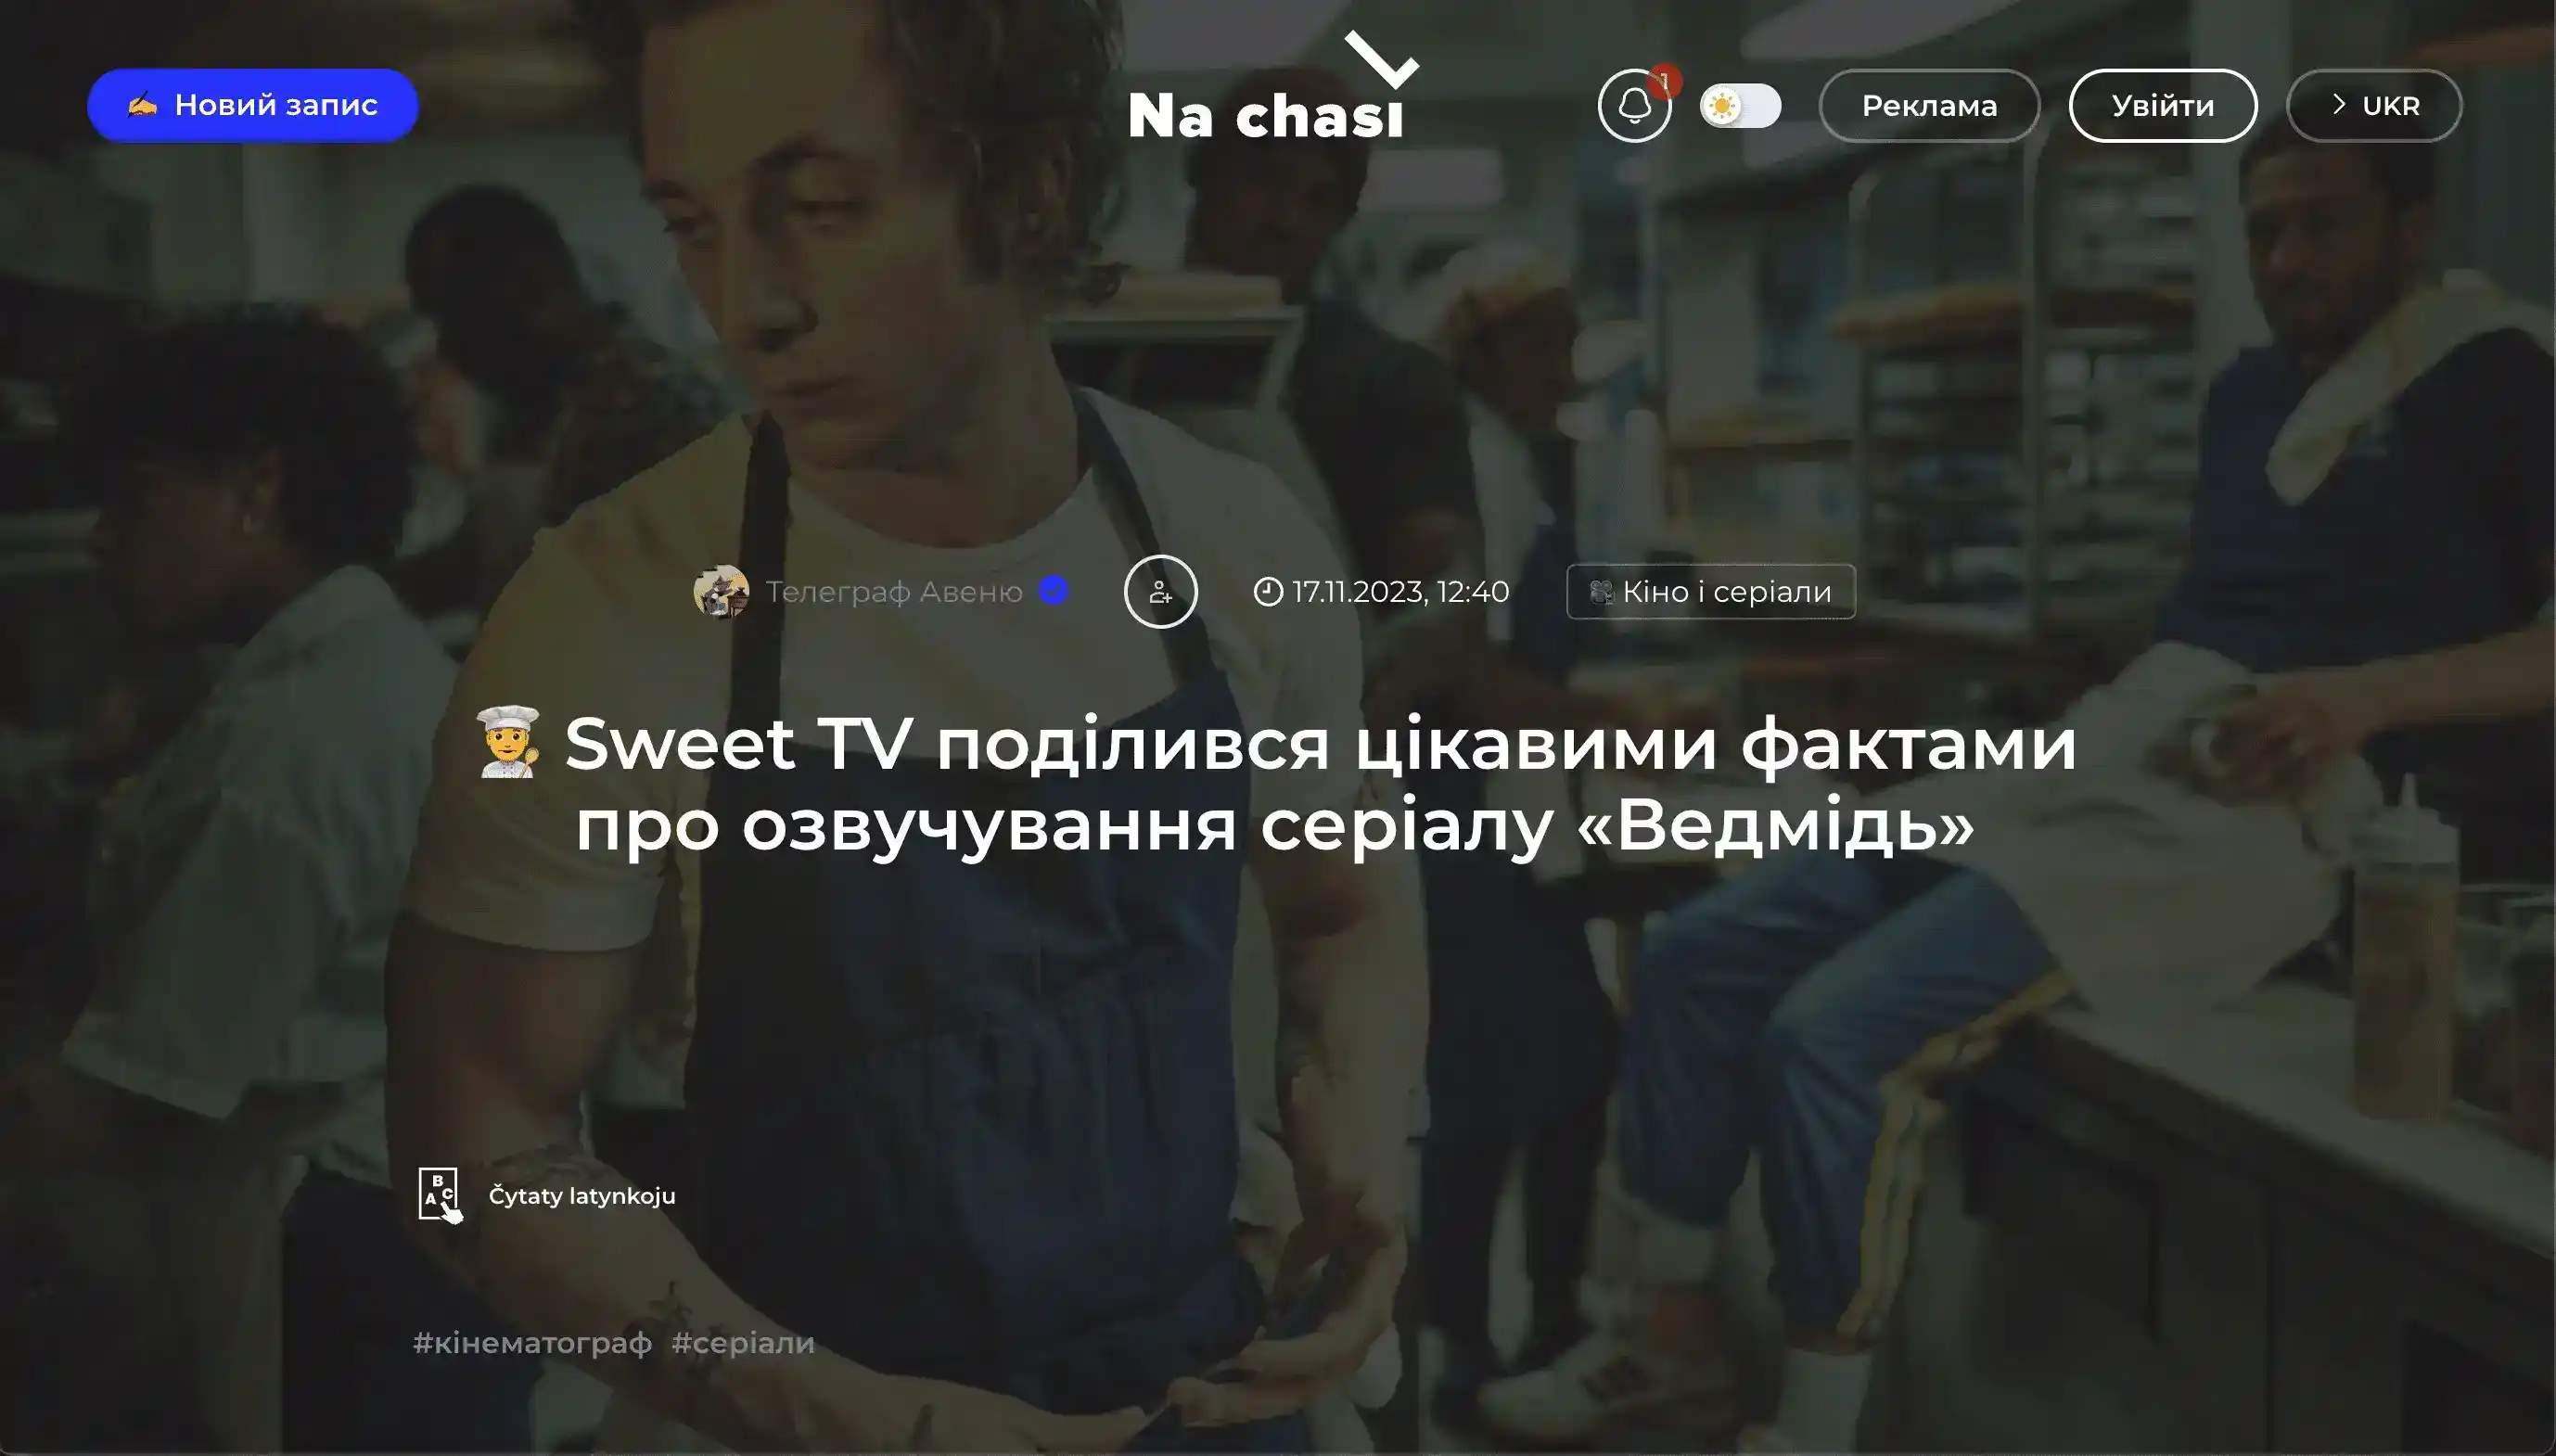 Новий запис
Na chasi
1
Реклама
Увійти
UKR
Телеграф Авеню
17.11.2023, 12:40
Кіно і серіали
Sweet TV поділився цікавими фактами
про озвучування серіалу «Ведмідь»
B
A C
Čytaty latynkoju
#кінематограф #серіали